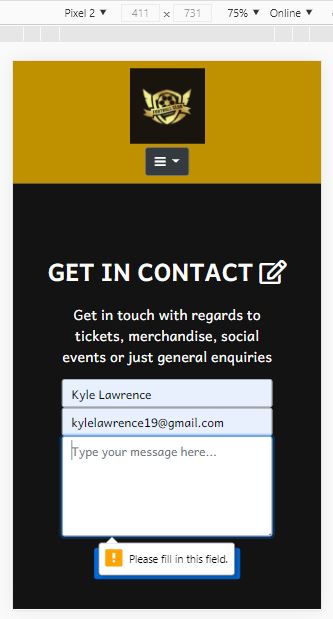 Pixel 2 ▼ 411 x 731 75% ▼ Online ▼
GET IN CONTACT
Get in touch with regards to
tickets, merchandise, social
events or just general enquiries
Kyle Lawrence
kylelawrence19@gmail.com
Type your message here...
Please fill in this field.